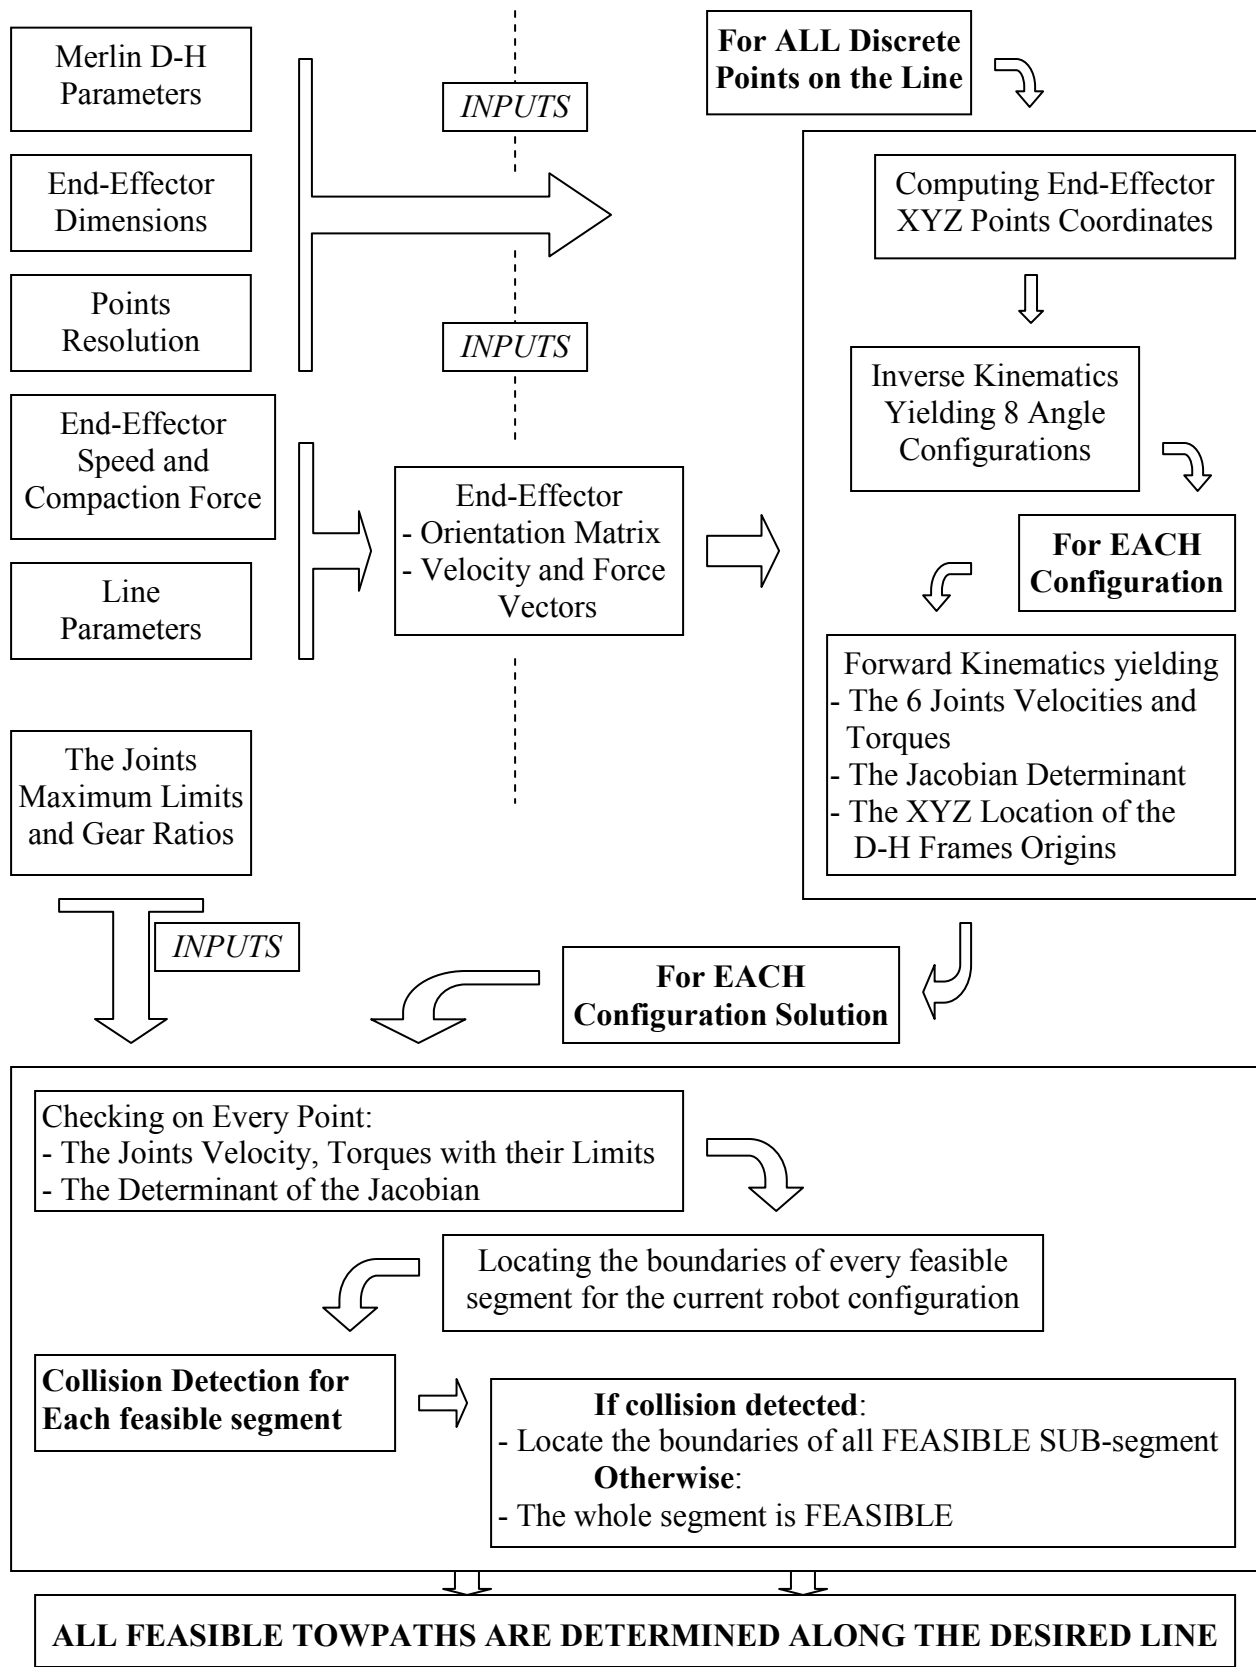 Merlin D-H
Parameters
End-Effector
Dimensions
Points
Resolution
End-Effector
Speed and
Compaction Force
Line
Parameters
The Joints
Maximum Limits
and Gear Ratios
INPUTS
INPUTS
End-Effector
- Orientation Matrix
- Velocity and Force
Vectors
For ALL Discrete
Points on the Line
Computing End-Effector
XYZ Points Coordinates
Inverse Kinematics
Yielding 8 Angle
Configurations
For EACH
Configuration
Forward Kinematics yielding
- The 6 Joints Velocities and
Torques
- The Jacobian Determinant
- The XYZ Location of the
D-H Frames Origins
INPUTS
For EACH
Configuration Solution
Checking on Every Point:
- The Joints Velocity, Torques with their Limits
- The Determinant of the Jacobian
Locating the boundaries of every feasible
segment for the current robot configuration
Collision Detection for
Each feasible segment
If collision detected:
- Locate the boundaries of all FEASIBLE SUB-segment
Otherwise:
- The whole segment is FEASIBLE
ALL FEASIBLE TOWPATHS ARE DETERMINED ALONG THE DESIRED LINE